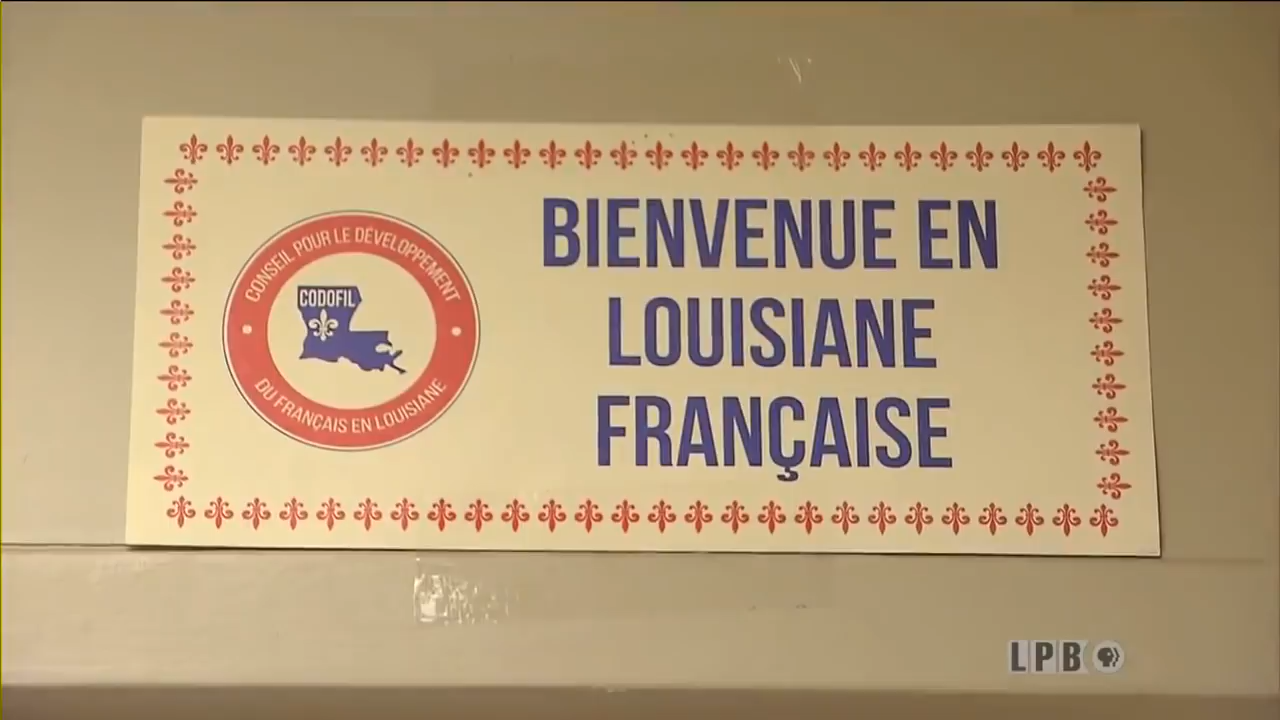 BIENVENUE EN
LOUISIANE
FRANÇAISE
CONSEIL POUR LE DÉVELOPPEMENT
CODOFIL
DU FRANÇAIS EN LOUISIANE
LPB